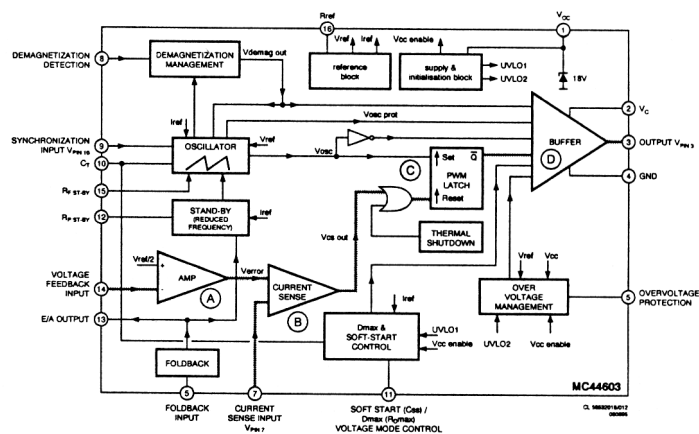 Rref
16
Vref
Iref
reference
block
Vcc enable
supply &
initialisation block
UVLO1
UVLO2
VCC
1
18V
DEMAGNETIZATION
DETECTION
8
DEMAGNETIZATION
MANAGEMENT
Vdemag out
Iref
Vref
OSCILLATOR
Vosc prot
Vosc
SYNCHRONIZATION
INPUT VPIN 16
9
CT
10
RF ST-BY
15
RP ST-BY
12
STAND-BY
(REDUCED
FREQUENCY)
Iref
C
Set
Q
PWM
LATCH
Reset
BUFFER
D
2
VC
3
OUTPUT VPIN 3
4
GND
THERMAL
SHUTDOWN
Vcs out
Vref/2
+
-
AMP
A
Verror
CURRENT
SENSE
B
VOLTAGE
FEEDBACK
INPUT
14
E/A OUTPUT
13
FOLDBACK
Iref
Dmax &
SOFT-START
CONTROL
UVLO1
Vcc enable
Vref
Vcc
OVER
VOLTAGE
MANAGEMENT
UVLO2
Vcc enable
5
OVERVOLTAGE
PROTECTION
MC44603
5
FOLDBACK
INPUT
7
CURRENT
SENSE INPUT
VPIN 7
11
SOFT START (Css) /
Dmax (RDmax)
VOLTAGE MODE CONTROL